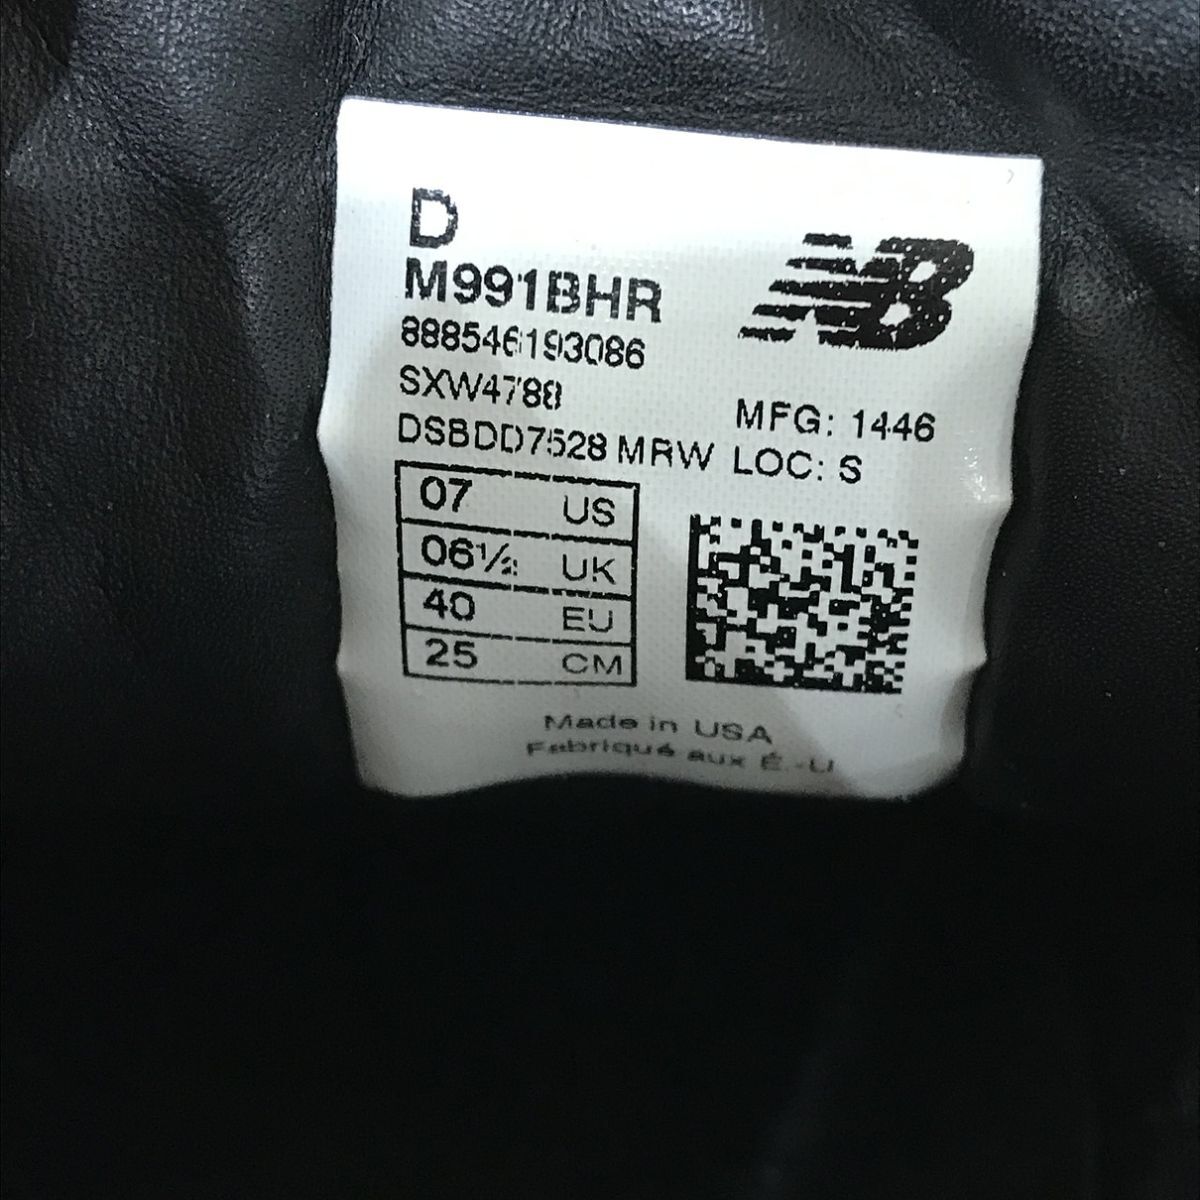 D
M991BHR
888546193086
SXW4788
DSBDD7528 MRW
NB
MFG: 1446
LOC: S
07 US
06½ UK
40 EU
25 CM
Made in USA
Fabriqué aux É.-U